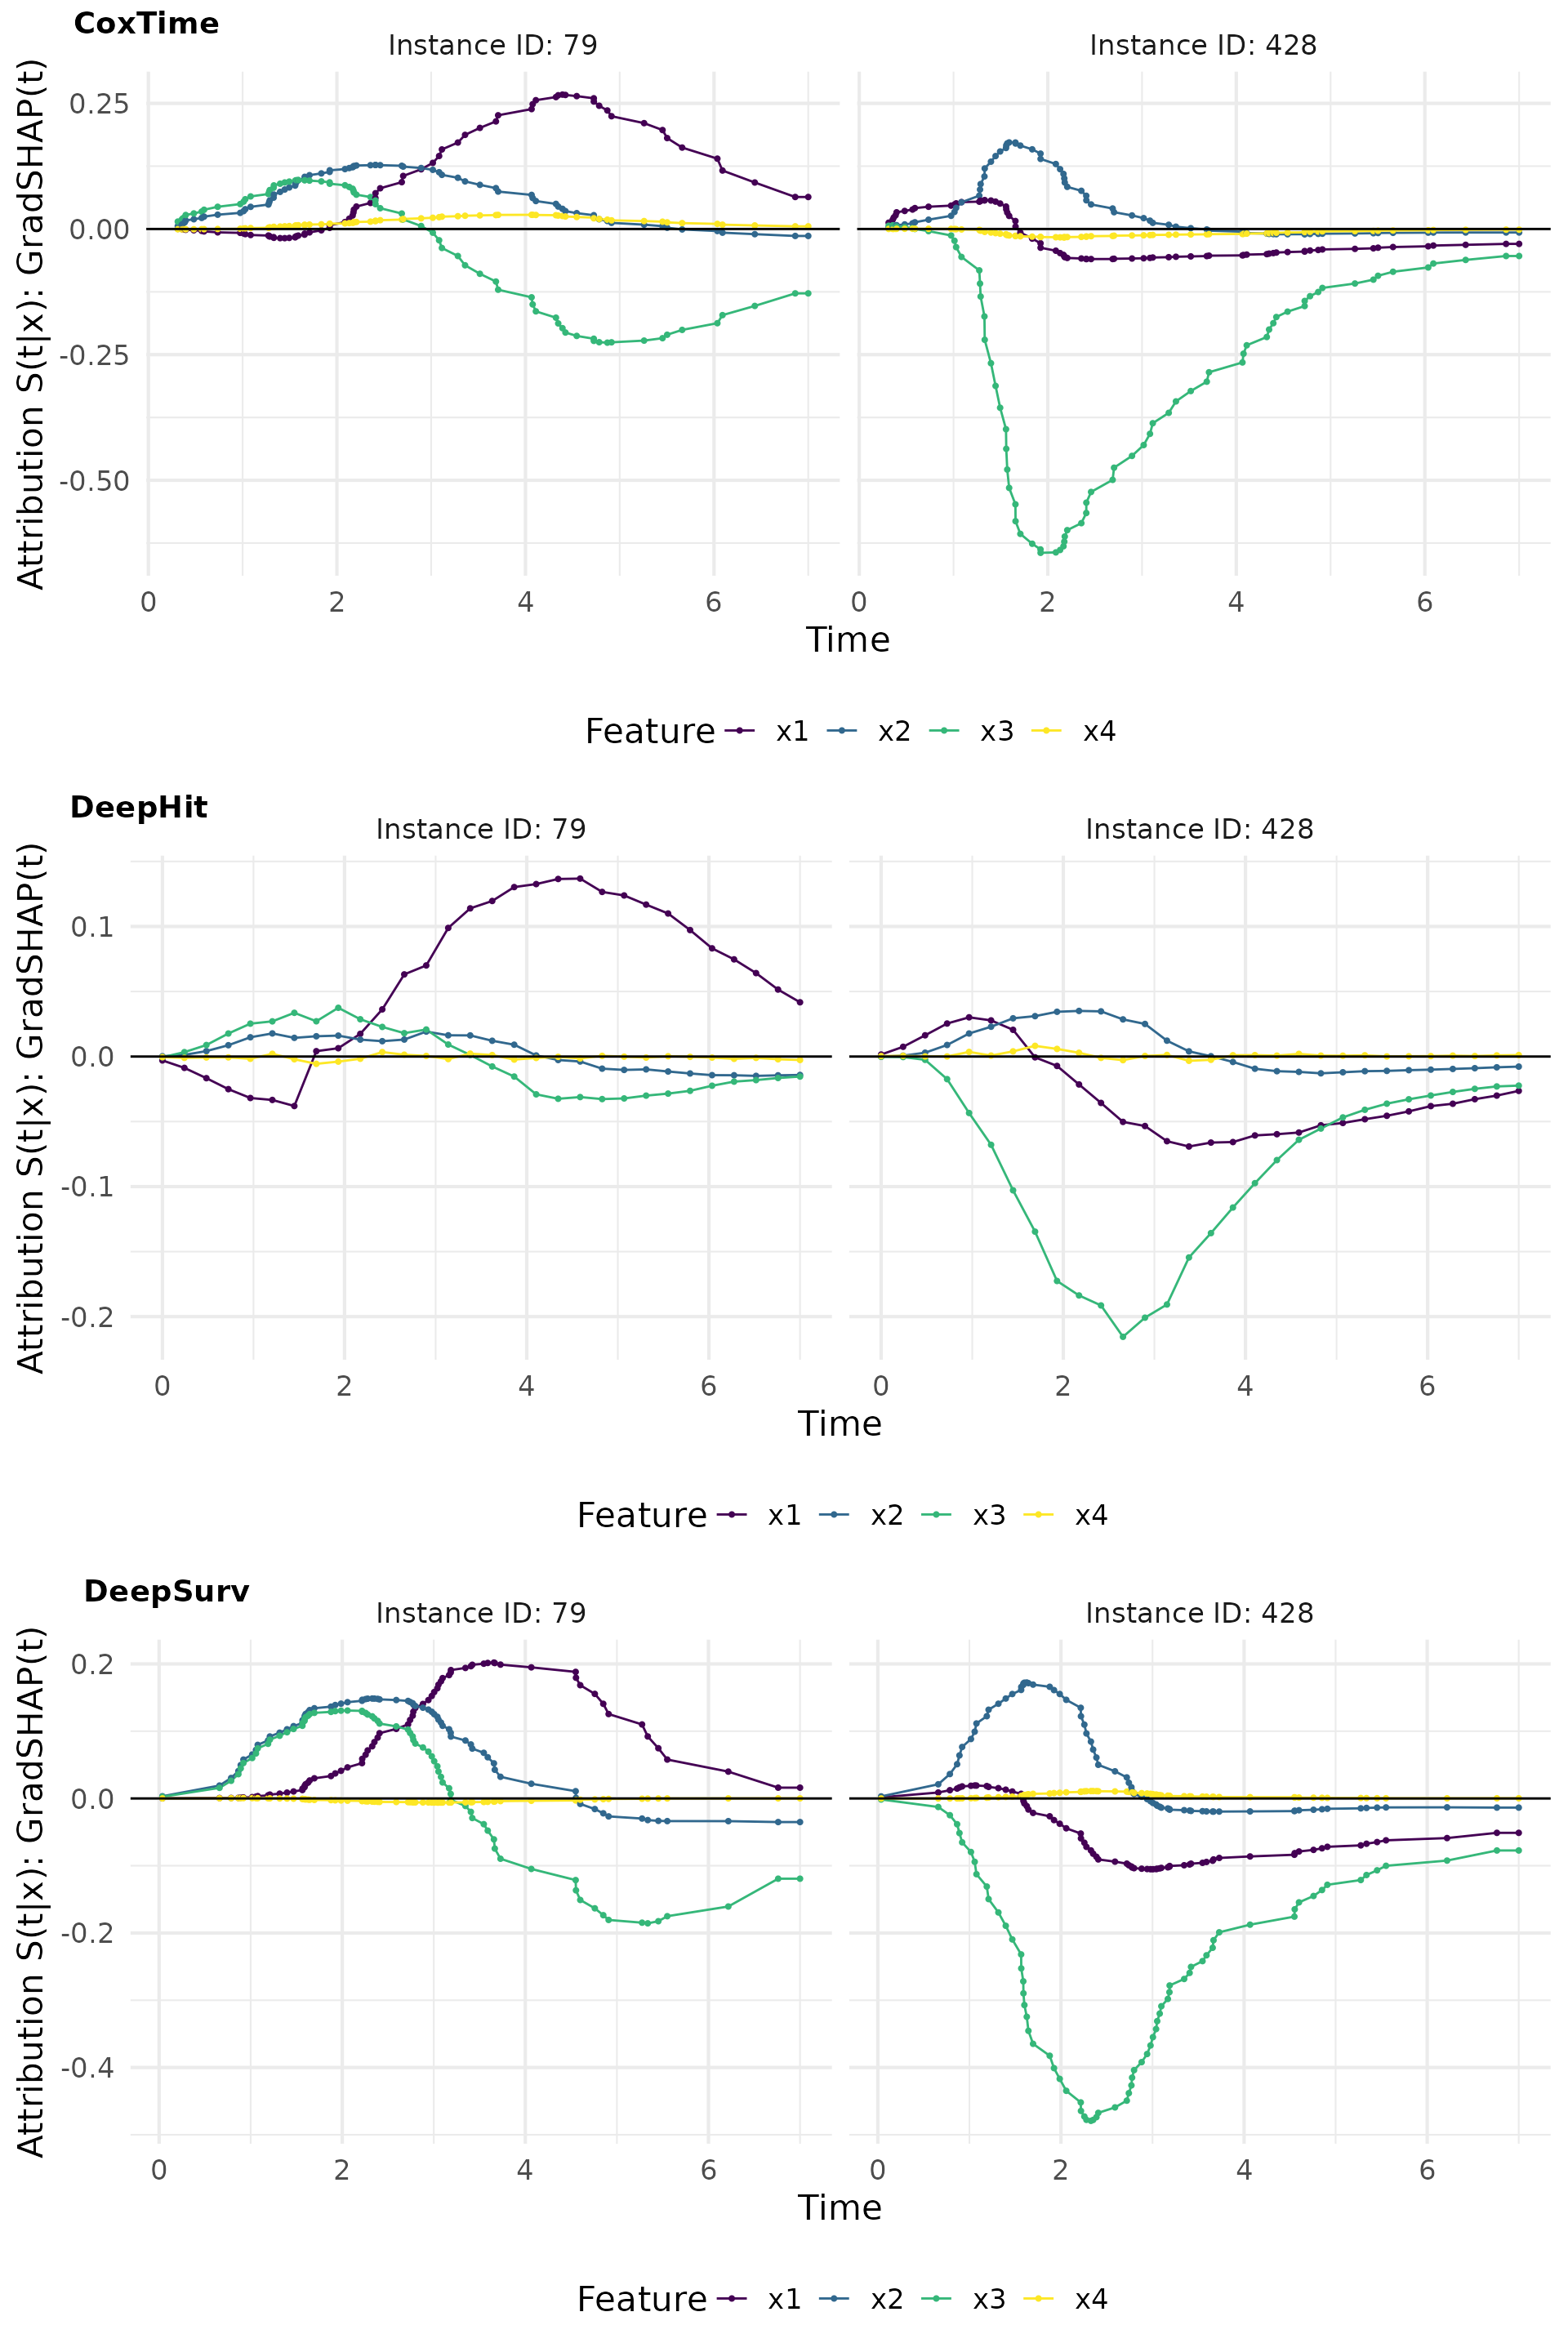 CoxTime
Instance ID: 79
Instance ID: 428
Attribution S(t|x): GradSHAP(t)
0.25
0.00
-0.25
-0.50
0 2 4 6
0 2 4 6
Time
Feature x1 x2 x3 x4
DeepHit
Instance ID: 79
Instance ID: 428
Attribution S(t|x): GradSHAP(t)
0.1
0.0
-0.1
-0.2
0 2 4 6
0 2 4 6
Time
Feature x1 x2 x3 x4
DeepSurv
Instance ID: 79
Instance ID: 428
Attribution S(t|x): GradSHAP(t)
0.2
0.0
-0.2
-0.4
0 2 4 6
0 2 4 6
Time
Feature x1 x2 x3 x4